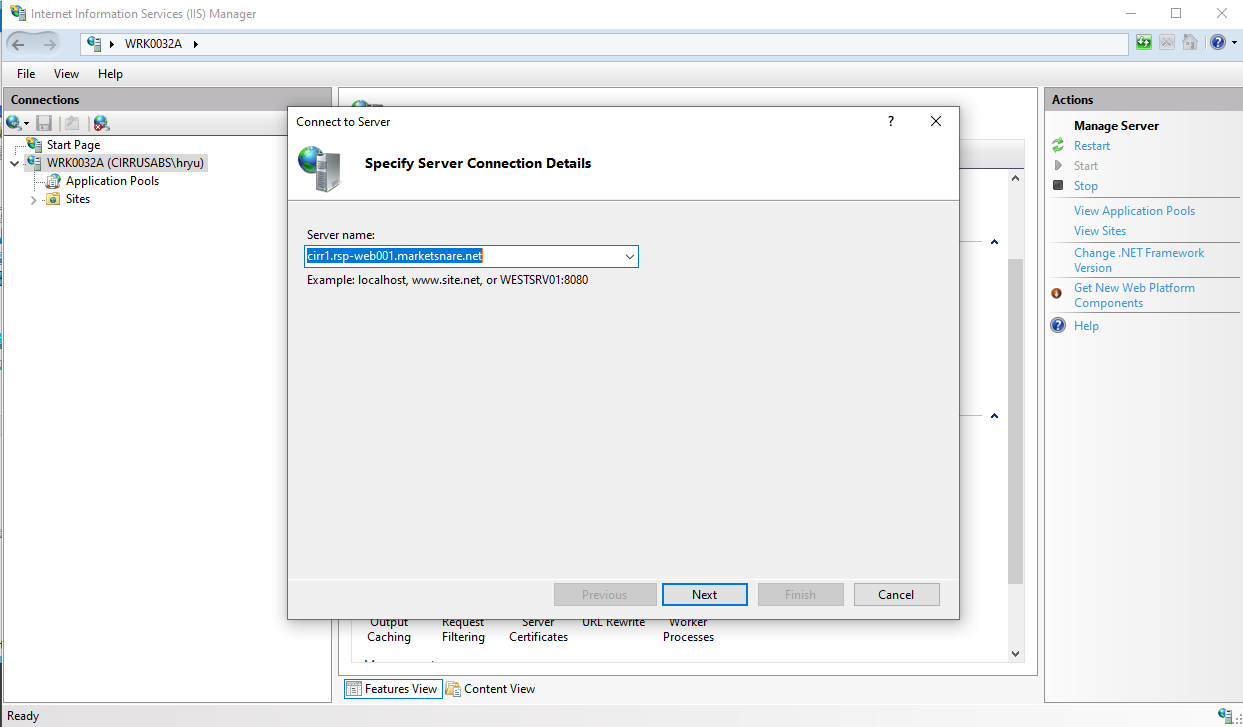 Internet Information Services (IIS) Manager
WRK0032A
File View Help
Connections
Start Page
WRK0032A (CIRRUSABS\hryu)
Application Pools
Sites
Connect to Server
?
Specify Server Connection Details
Server name:
cirr1.rsp-web001.marketsnare.net
Example: localhost, www.site.net, or WESTSRV01:8080
Previous Next Finish Cancel
Output Request Server URL Rewrite Worker
Caching Filtering Certificates Processes
Features View Content View
Actions
Manage Server
Restart
Start
Stop
View Application Pools
View Sites
Change .NET Framework
Version
Get New Web Platform
Components
Help
Ready